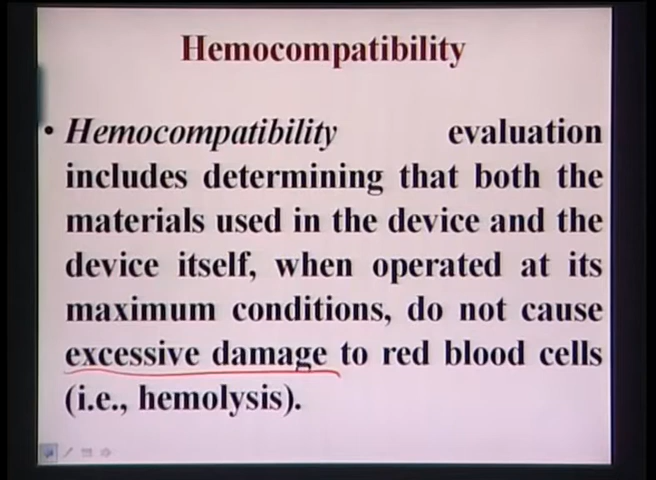 Hemocompatibility
• Hemocompatibility evaluation
includes determining that both the
materials used in the device and the
device itself, when operated at its
maximum conditions, do not cause
excessive damage to red blood cells
(i.e., hemolysis).